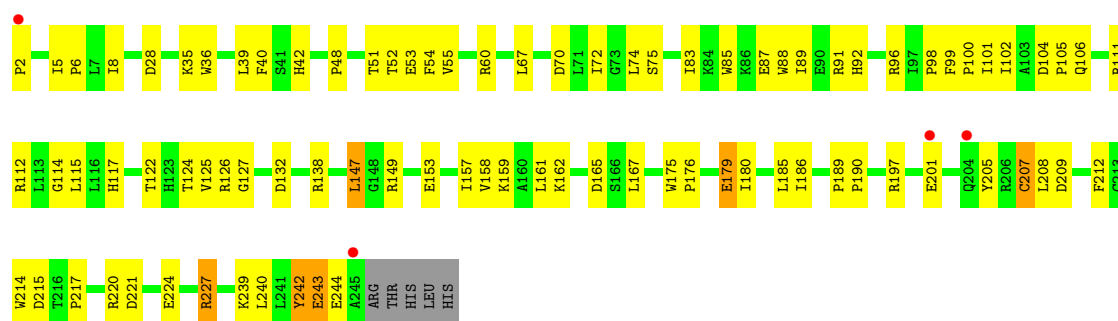 P2 I5 P6 L7 I8 D28 K35 W36 L39 F40 S41 H42 P48 T51 T52 E53 F54 V55 R60 L67 D70 L71 I72 G73 L74 S75 I83 K84 W85 K86 E87 W88 I89 E90 R91 H92 R96 I97 P98 F99 P100 I101 I102 A103 D104 P105 Q106
R112 L113 G114 L115 L116 H117 T122 H123 T124 V125 R126 G127 D132 R138 L147 G148 R149 E153 I157 V158 K159 A160 L161 K162 D165 S166 L167 W175 P176 E179 I180 L185 I186 P189 P190 R197 E201 Q204 Y205 R206 C207 L208 D209 F212
W214 D215 T216 P217 R220 D221 E224 R227 K239 L240 L241 Y242 E243 E244 A245 ARG THR HIS LEU HIS